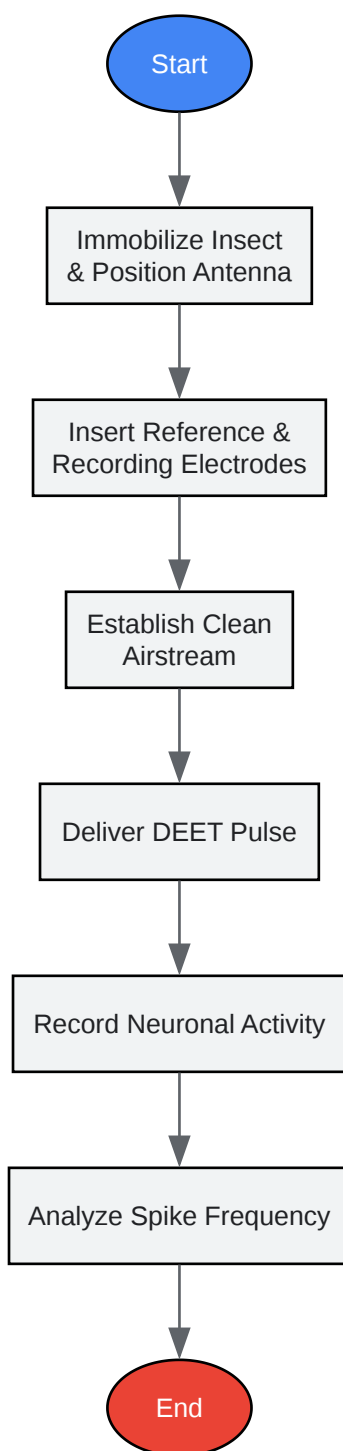 Start
Immobilize Insect
& Position Antenna
Insert Reference &
Recording Electrodes
Establish Clean
Airstream
Deliver DEET Pulse
Record Neuronal Activity
Analyze Spike Frequency
End